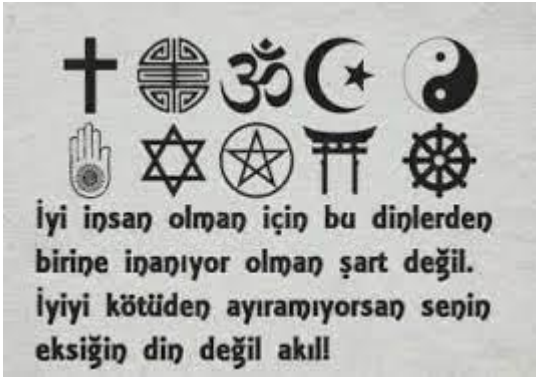 İyi insan olman için bu dinlerden
birine inanıyor olman şart değil.
İyiyi kötüden ayıramıyorsan senin
eksiğin din değil akıl!